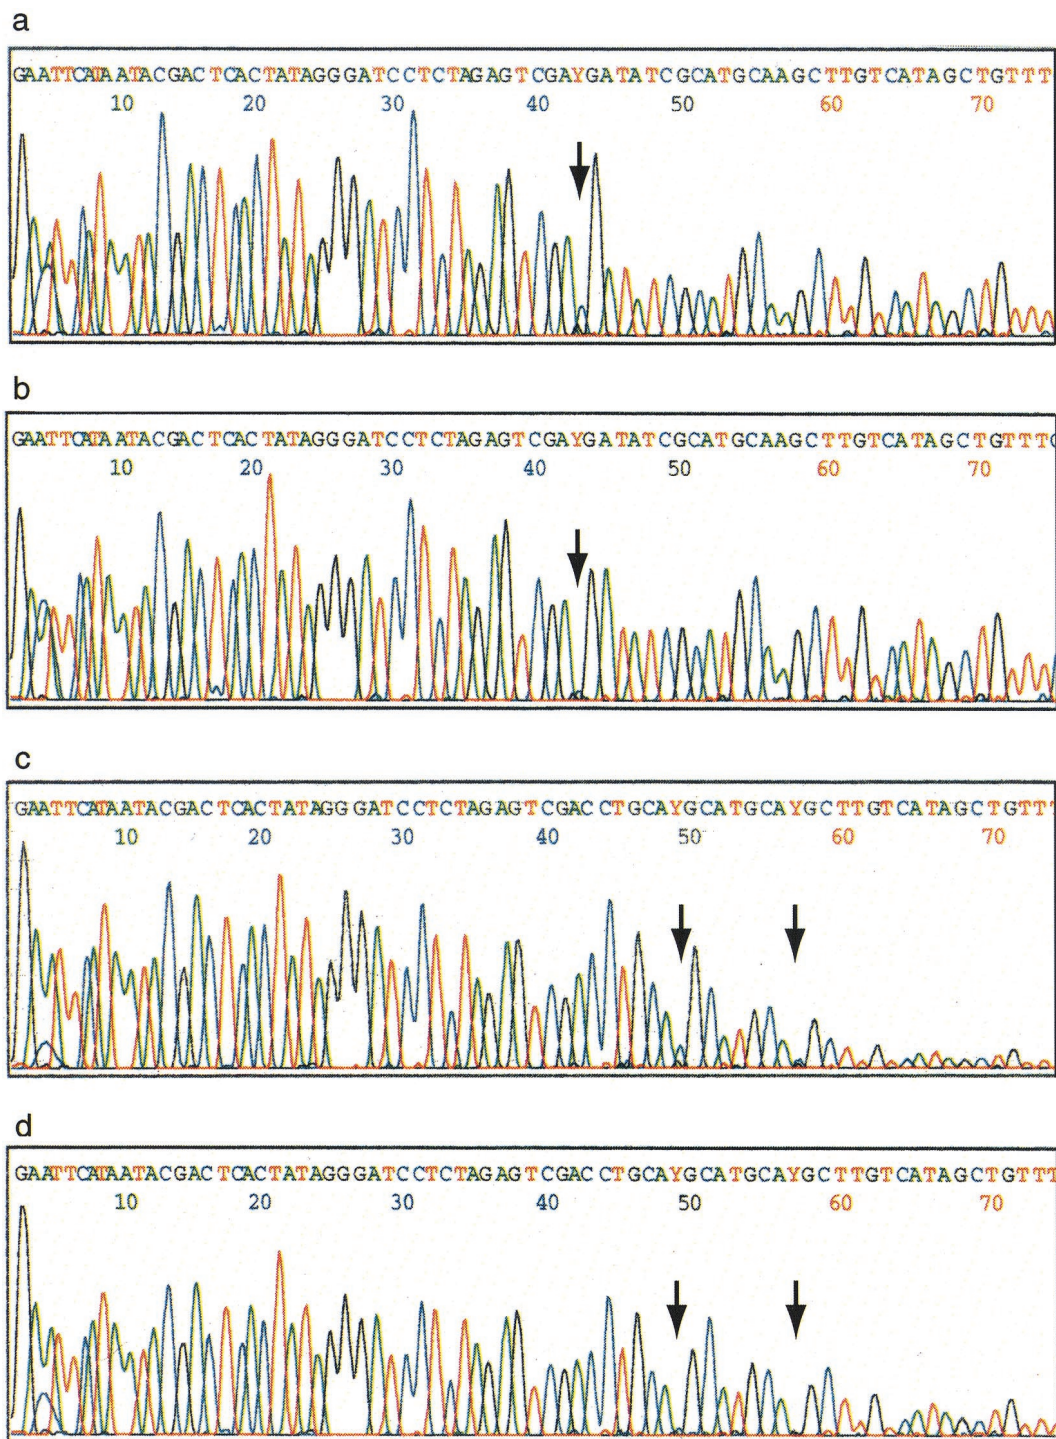 a
GAATTCATAATACGACTCACTATAGGGATCCTCTAGAGTCGAYGATATCGCATGCAAGCTTGTCATAGCTGTTT
10 20 30 40 50 60 70
b
GAATTCATAATACGACTCACTATAGGGATCCTCTAGAGTCGAYGATATCGCATGCAAGCTTGTCATAGCTGTTTC
10 20 30 40 50 60 70
c
GAATTCATAATACGACTCACTATAGGGATCCTCTAGAGTCGACCTGCAYGCATGCAYGCTTGTCATAGCTGTTT
10 20 30 40 50 60 70
d
GAATTCATAATACGACTCACTATAGGGATCCTCTAGAGTCGACCTGCAYGCATGCAYGCTTGTCATAGCTGTTT
10 20 30 40 50 60 70